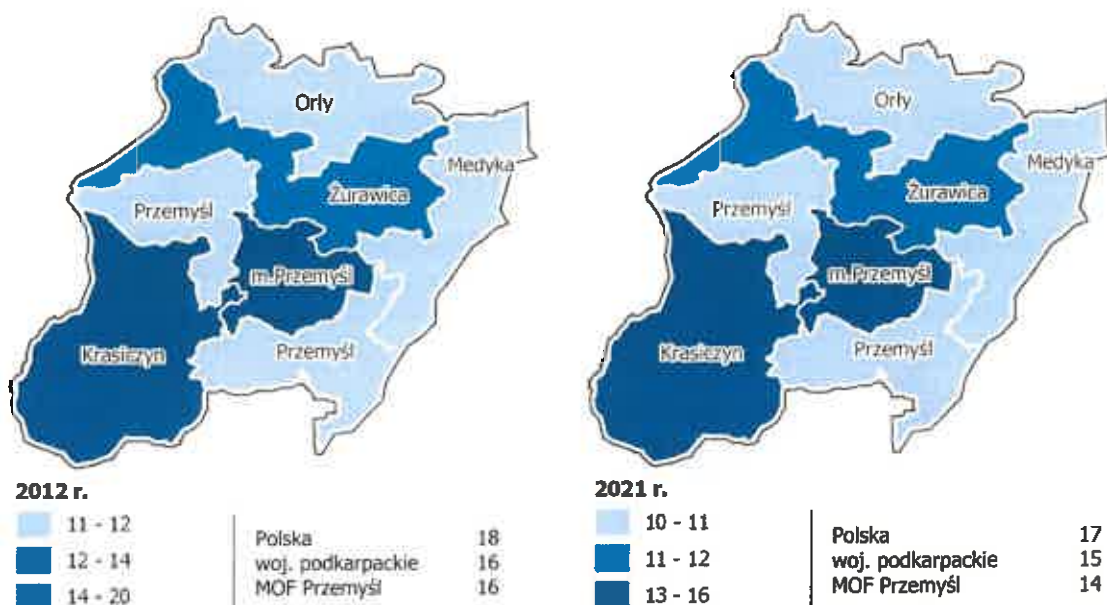 Orły
Medyka
Żurawica
Przemyśl
m.Przemyśl
Krasiczyn
Przemyśl
2012 r.
11 - 12
12 - 14
14 - 20
Polska 18
woj. podkarpackie 16
MOF Przemyśl 16
Orły
Medyka
Żurawica
Przemyśl
m.Przemyśl
Krasiczyn
Przemyśl
2021 r.
10 - 11
11 - 12
13 - 16
Polska 17
woj. podkarpackie 15
MOF Przemyśl 14